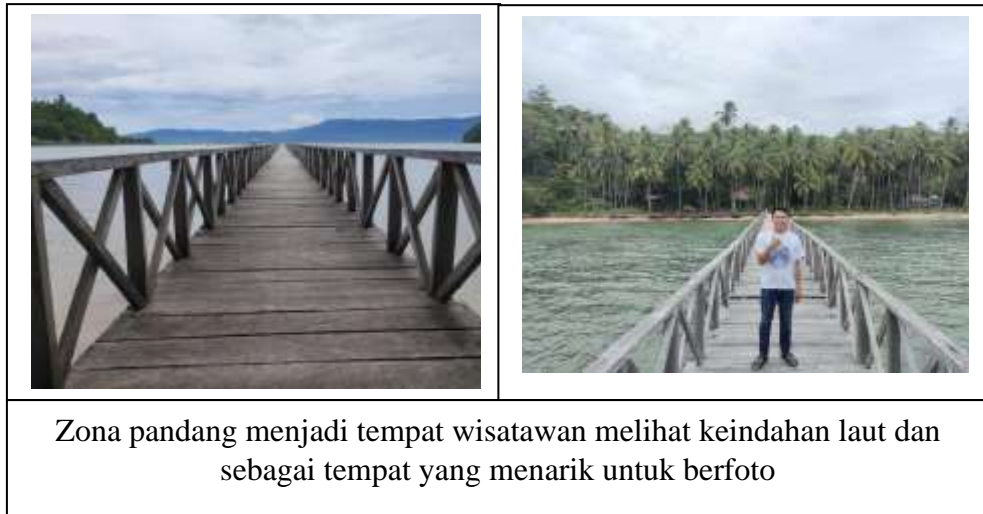 Zona pandang menjadi tempat wisatawan melihat keindahan laut dan
sebagai tempat yang menarik untuk berfoto